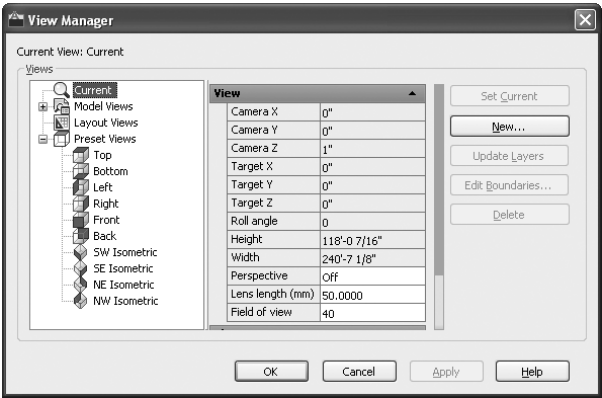 View Manager
Current View: Current
Views
Current
Model Views
Layout Views
Preset Views
Top
Bottom
Left
Right
Front
Back
SW Isometric
SE Isometric
NE Isometric
NW Isometric
View
Camera X 0"
Camera Y 0"
Camera Z 1"
Target X 0"
Target Y 0"
Target Z 0"
Roll angle 0
Height 118'-0 7/16"
Width 240'-7 1/8"
Perspective Off
Lens length (mm) 50.0000
Field of view 40
Set Current
New...
Update Layers
Edit Boundaries...
Delete
OK Cancel Apply Help